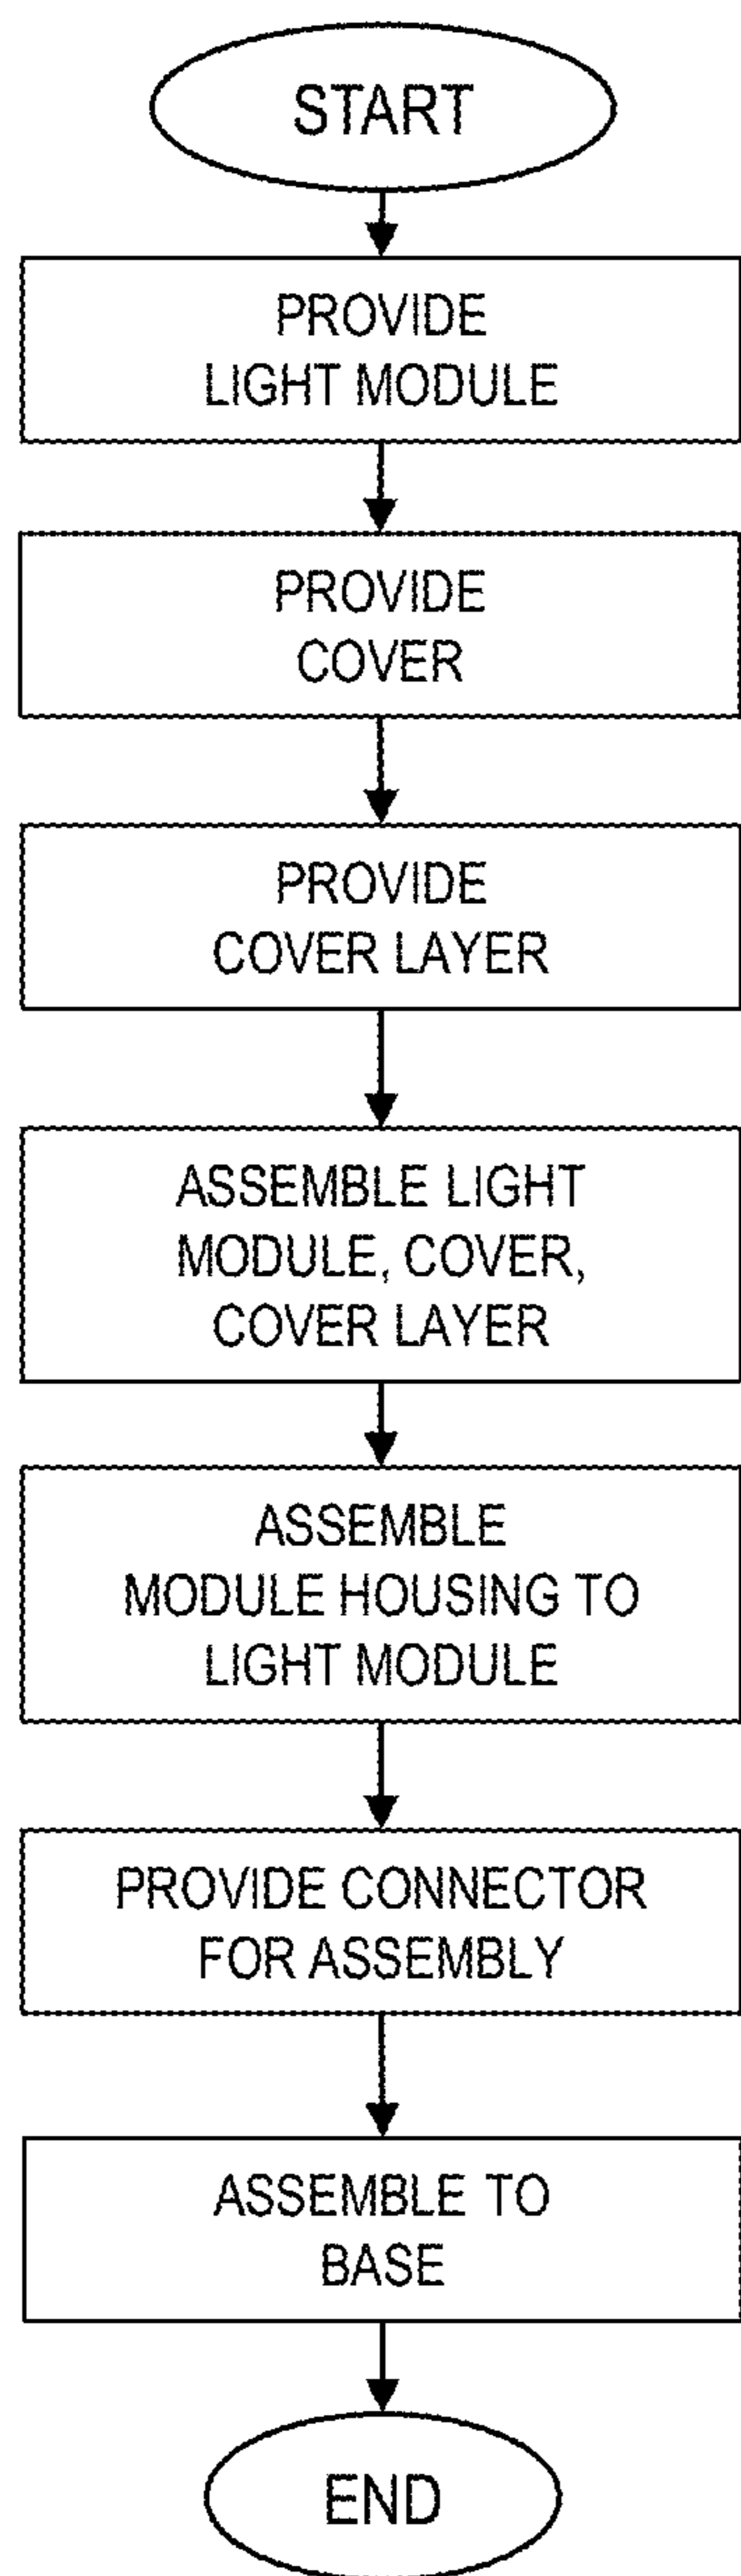 START
PROVIDE
LIGHT MODULE
PROVIDE
COVER
PROVIDE
COVER LAYER
ASSEMBLE LIGHT
MODULE, COVER,
COVER LAYER
ASSEMBLE
MODULE HOUSING TO
LIGHT MODULE
PROVIDE CONNECTOR
FOR ASSEMBLY
ASSEMBLE TO
BASE
END